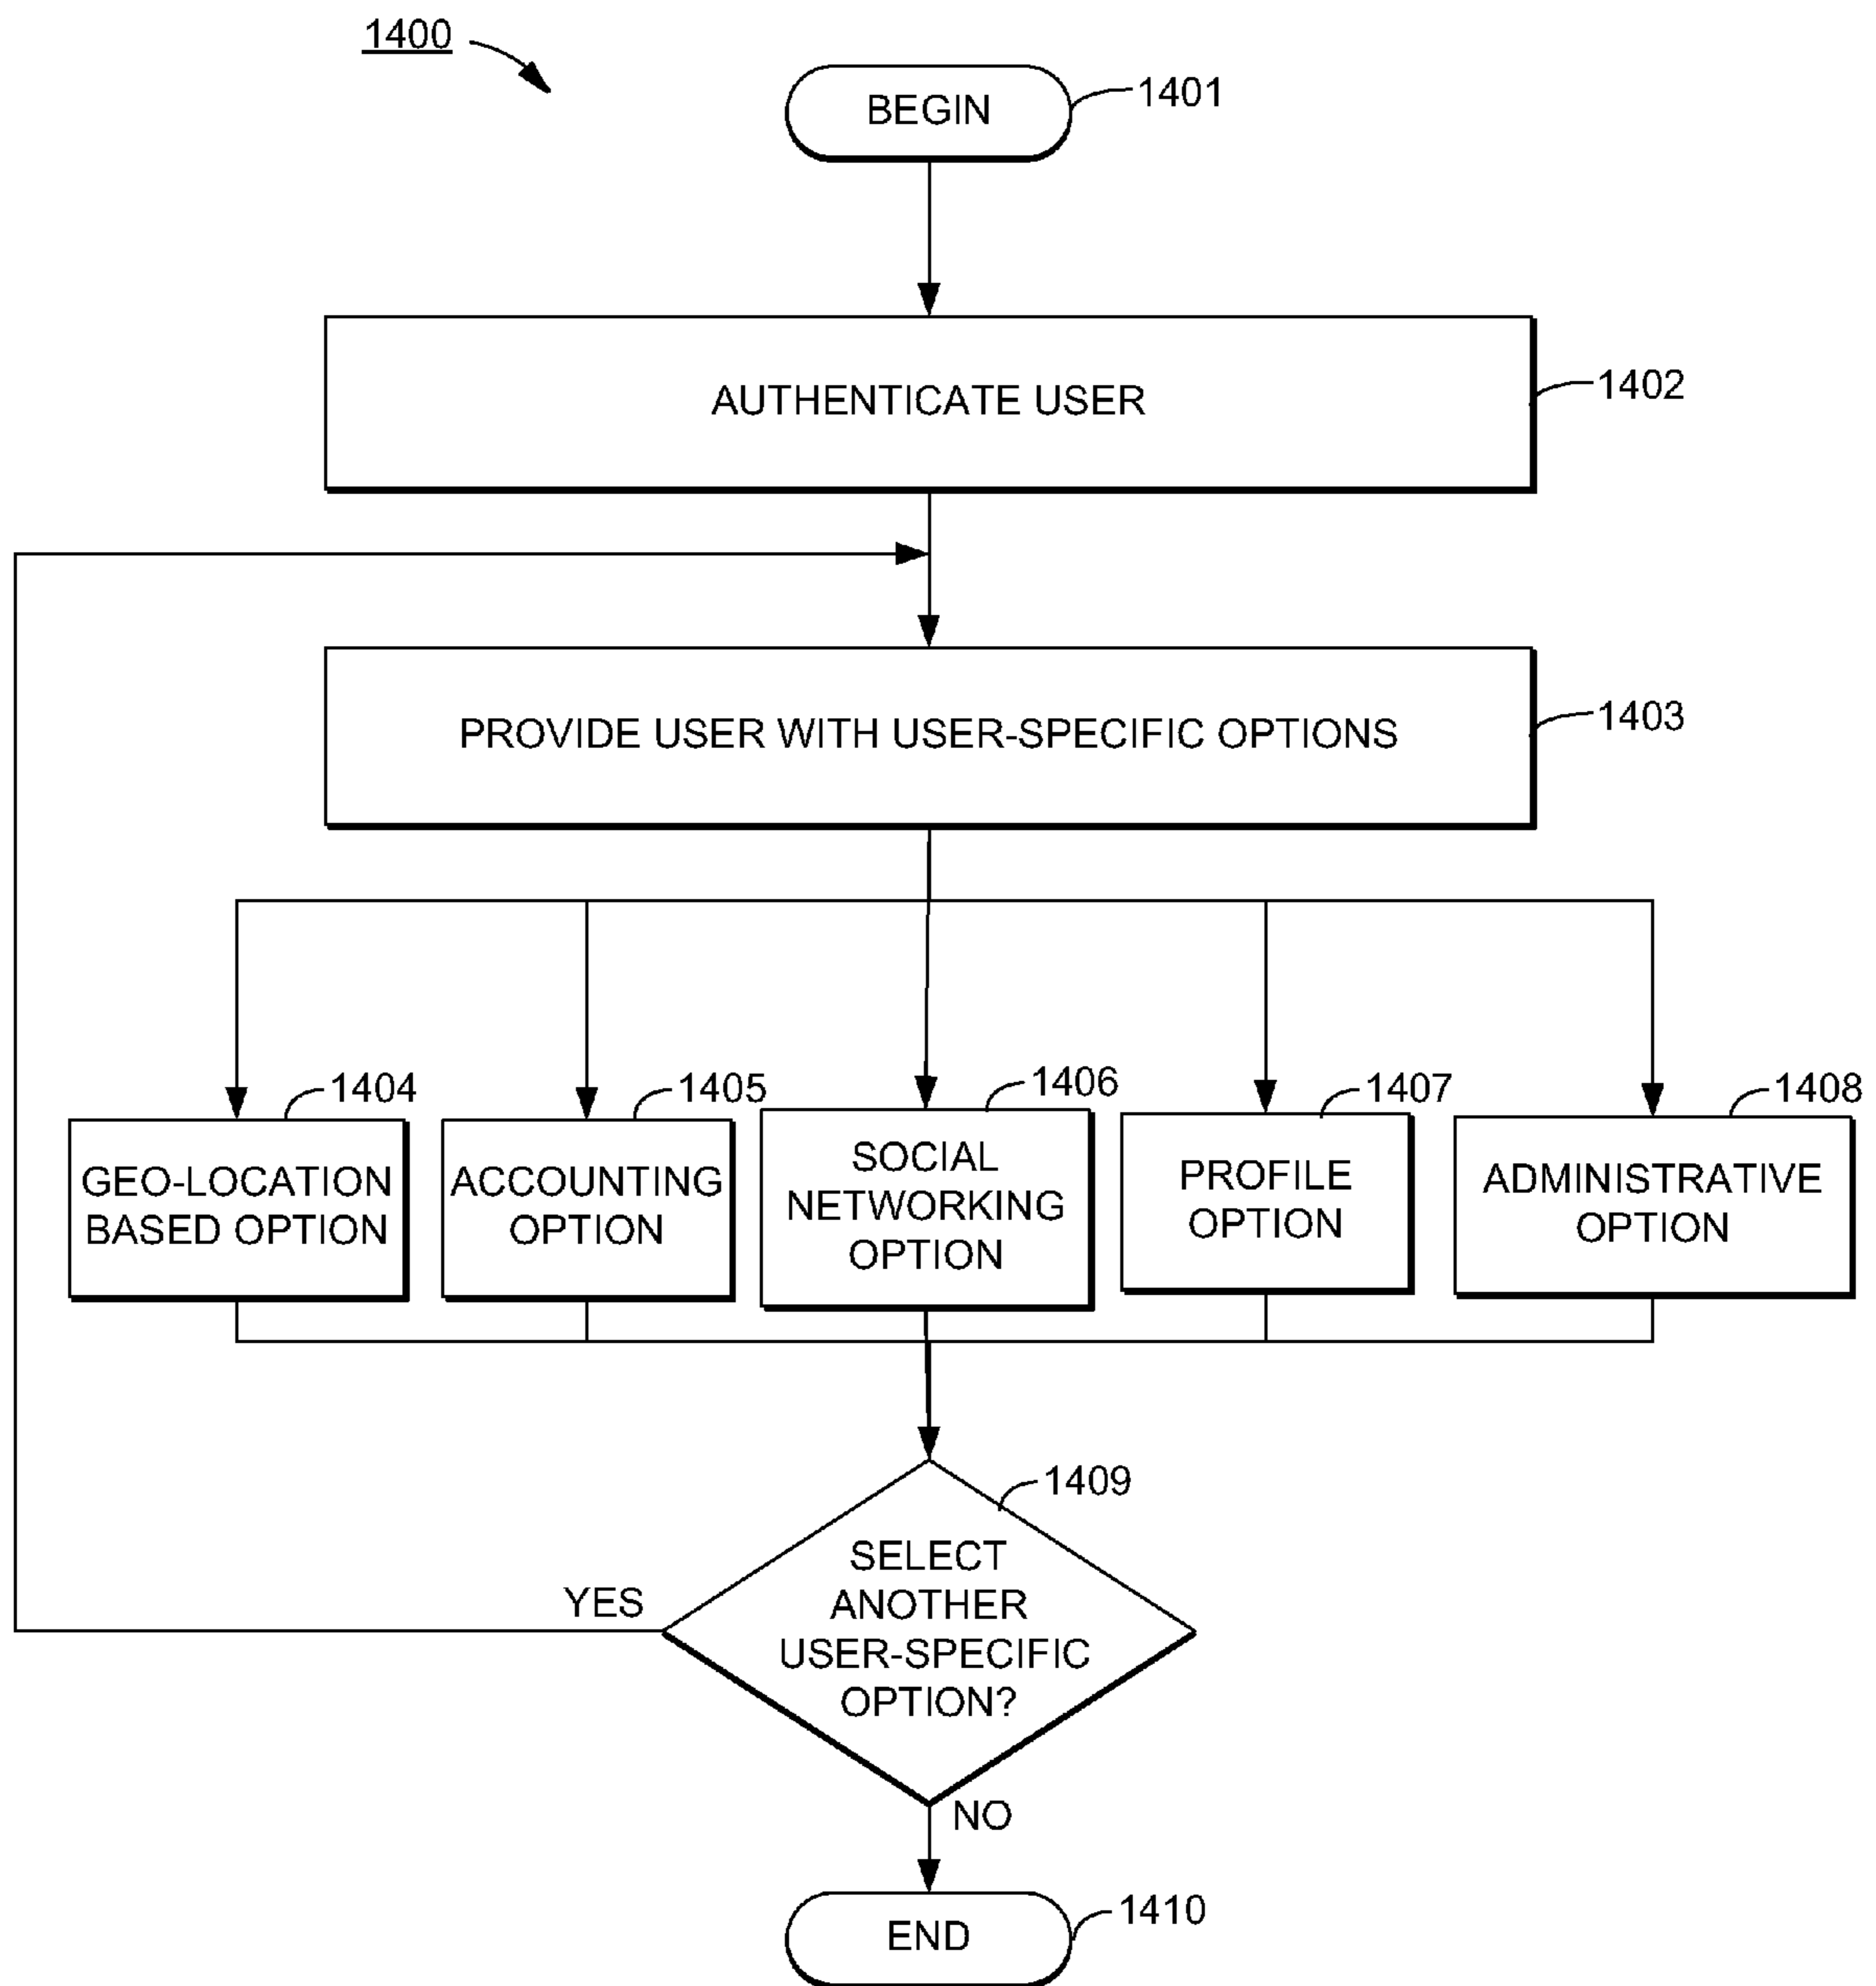 1400
BEGIN
1401
AUTHENTICATE USER
1402
PROVIDE USER WITH USER-SPECIFIC OPTIONS
1403
1404
GEO-LOCATION
BASED OPTION
1405
ACCOUNTING
OPTION
1406
SOCIAL
NETWORKING
OPTION
1407
PROFILE
OPTION
1408
ADMINISTRATIVE
OPTION
1409
SELECT
ANOTHER
USER-SPECIFIC
OPTION?
YES
NO
END
1410